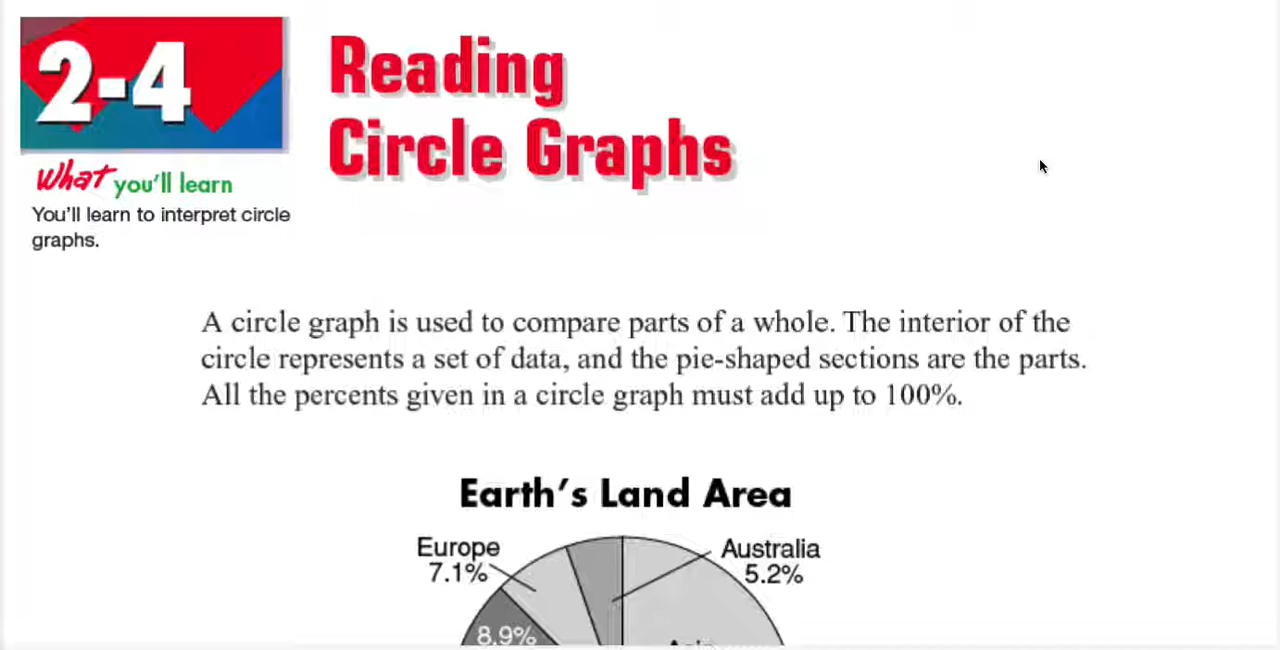 2-4
Reading
Circle Graphs
What you'll learn
You'll learn to interpret circle
graphs.
A circle graph is used to compare parts of a whole. The interior of the
circle represents a set of data, and the pie-shaped sections are the parts.
All the percents given in a circle graph must add up to 100%.
Earth's Land Area
Europe
7.1%
Australia
5.2%
8.9%